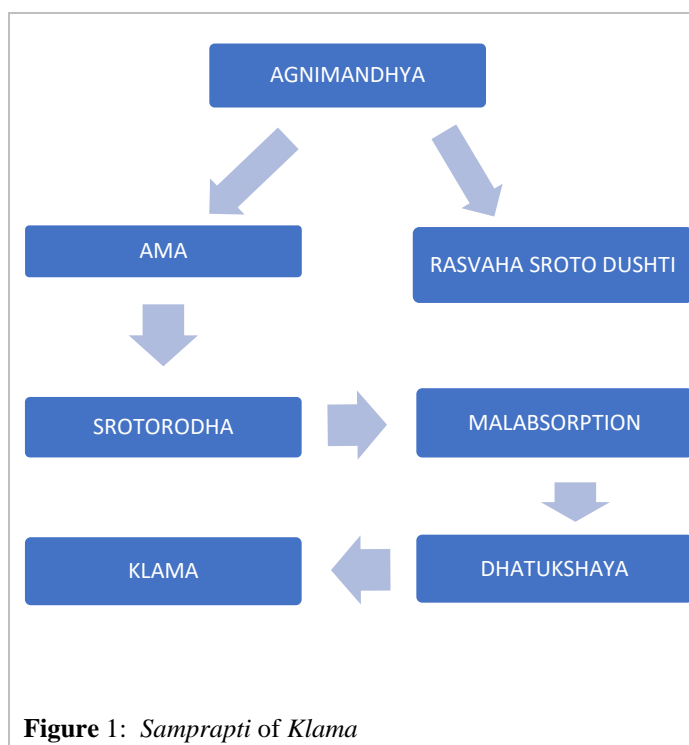 AGNIMANDHYA
AMA
RASVAHA SROTO DUSHTI
SROTORODHA
MALABSORPTION
KLAMA
DHATUKSHAYA
Figure 1: Samprapti of Klama